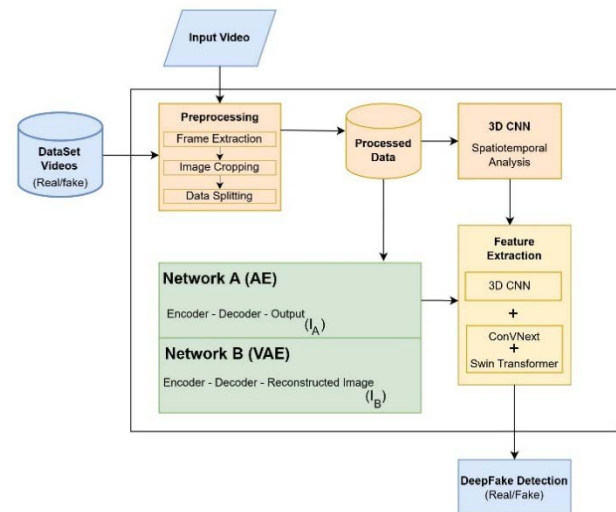 Input Video
DataSet
Videos
(Real/fake)
Preprocessing
Frame Extraction
Image Cropping
Data Splitting
Processed
Data
3D CNN
Spatiotemporal
Analysis
Network A (AE)
Encoder - Decoder - Output
(I_A)
Network B (VAE)
Encoder - Decoder - Reconstructed Image
(I_B)
Feature
Extraction
3D CNN
+
ConVNext
+
Swin Transformer
DeepFake Detection
(Real/Fake)